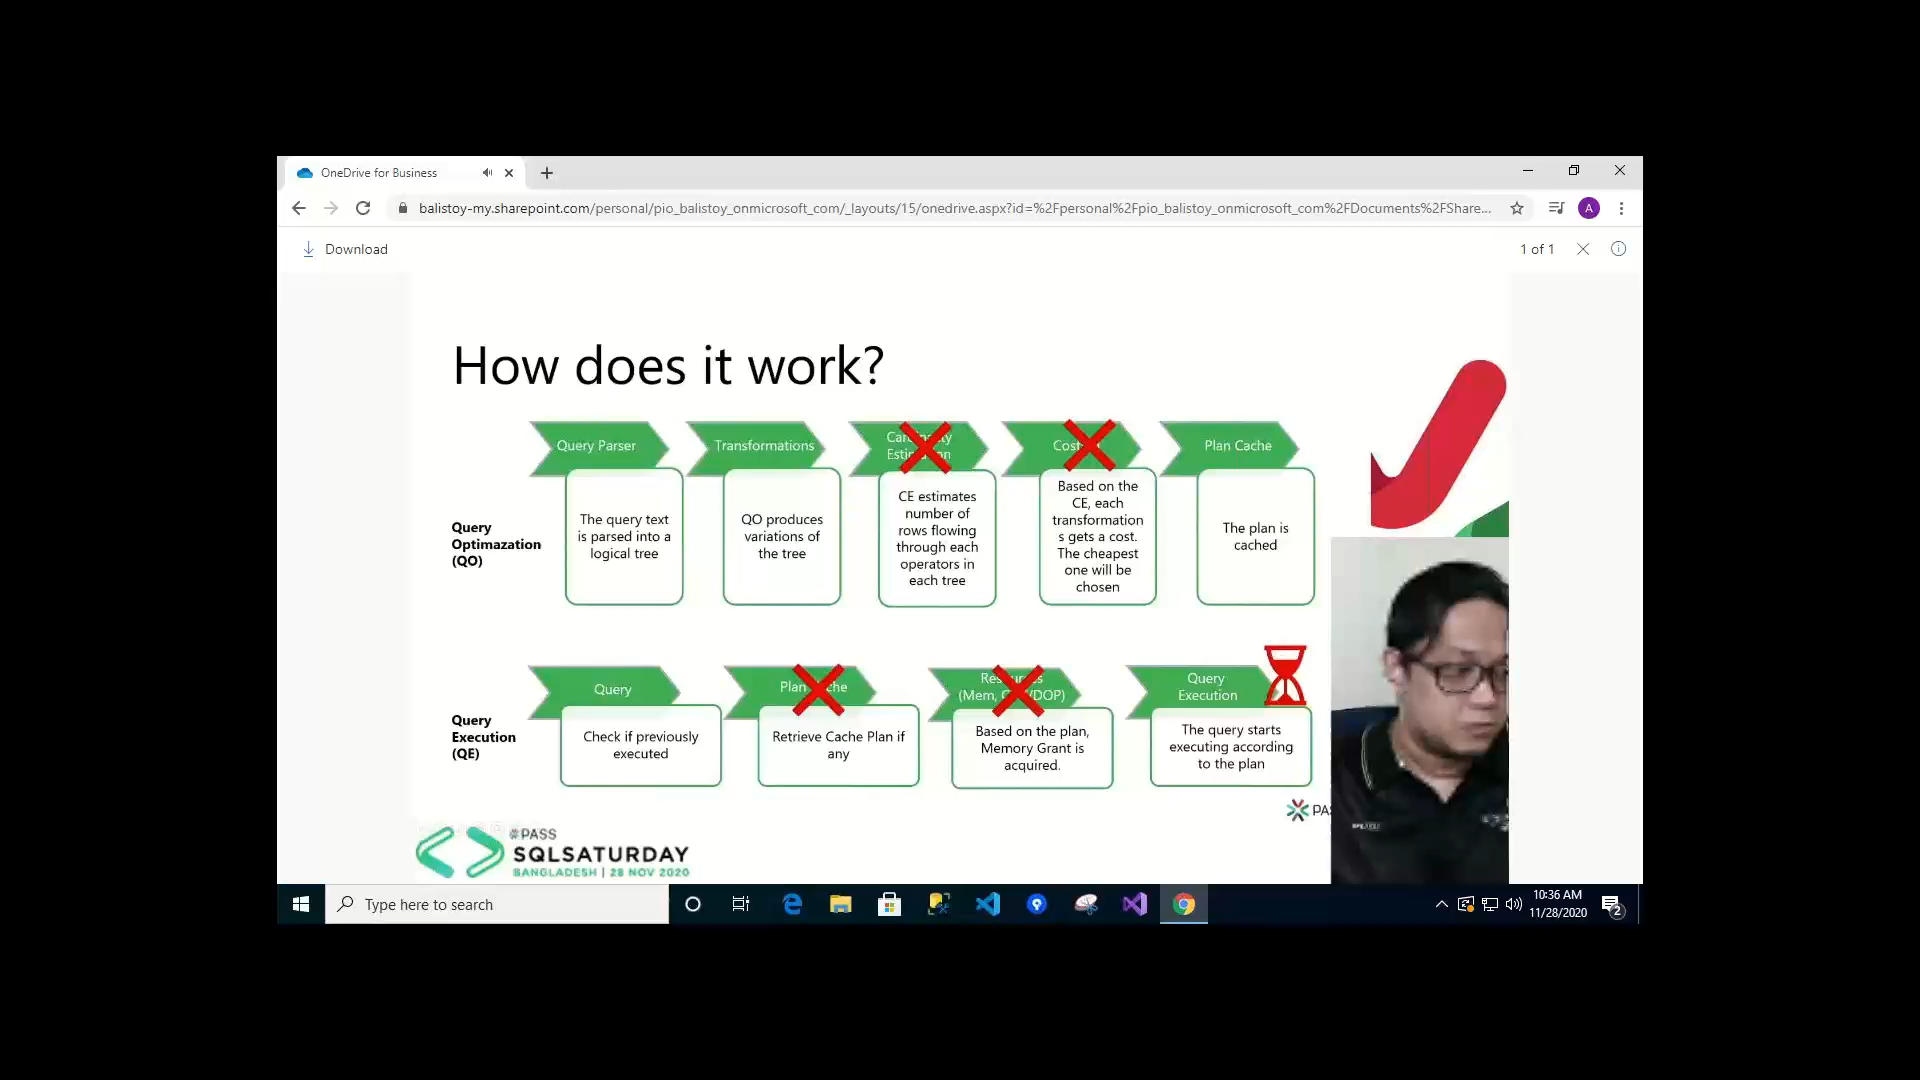 OneDrive for Business
balistoy-my.sharepoint.com/personal/pio_balistoy_onmicrosoft_com/_layouts/15/onedrive.aspx?id=%2Fpersonal%2Fpio_balistoy_onmicrosoft_com%2FDocuments%2FShare...
A
Download
1 of 1
How does it work?
Query Parser
Transformations
Plan Cache
Query
Optimazation
(QO)
The query text
is parsed into a
logical tree
QO produces
variations of
the tree
CE estimates
number of
rows flowing
through each
operators in
each tree
Based on the
CE, each
transformation
s gets a cost.
The cheapest
one will be
chosen
The plan is
cached
Query
Plan
(Mem,
/DOP)
Query
Execution
Query
Execution
(QE)
Check if previously
executed
Retrieve Cache Plan if
any
Based on the plan,
Memory Grant is
acquired.
The query starts
executing according
to the plan
#PASS
SQLSATURDAY
BANGLADESH | 28 NOV 2020
Type here to search
10:36 AM
11/28/2020
2